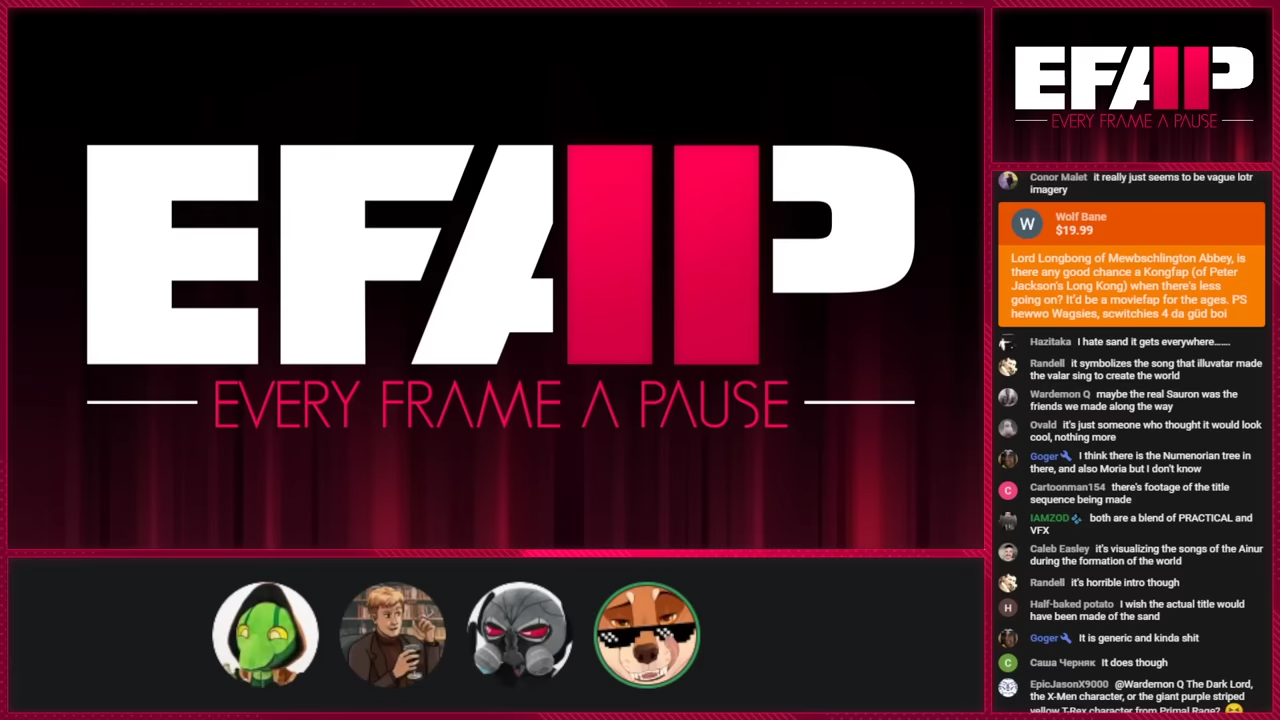 EFAP
EVERY FRAME A PAUSE
EFAP
EVERY FRAME A PAUSE
Conor Malet it really just seems to be vague lotr
imagery
W
Wolf Bane
$19.99
Lord Longbong of Mewbschlington Abbey, is
there any good chance a Kongfap (of Peter
Jackson's Long Kong) when there's less
going on? It'd be a moviefap for the ages. PS
hewwo Wagsies, scwitchies 4 da güd boi
Hazitaka I hate sand it gets everywhere.......
Randell it symbolizes the song that illuvatar made
the valar sing to create the world
Wardemon Q maybe the real Sauron was the
friends we made along the way
Ovald it's just someone who thought it would look
cool, nothing more
Goger I think there is the Numenorian tree in
there, and also Moria but I don't know
C
Cartoonman154 there's footage of the title
sequence being made
IAMZOD both are a blend of PRACTICAL and
VFX
Caleb Easley it's visualizing the songs of the Ainur
during the formation of the world
Randell it's horrible intro though
H
Half-baked potato I wish the actual title would
have been made of the sand
Goger It is generic and kinda shit
C
Саша Черняк It does though
EpicJasonX9000 @Wardemon Q The Dark Lord,
the X-Men character, or the giant purple striped
yellow T-Rex character from Primal Rage?